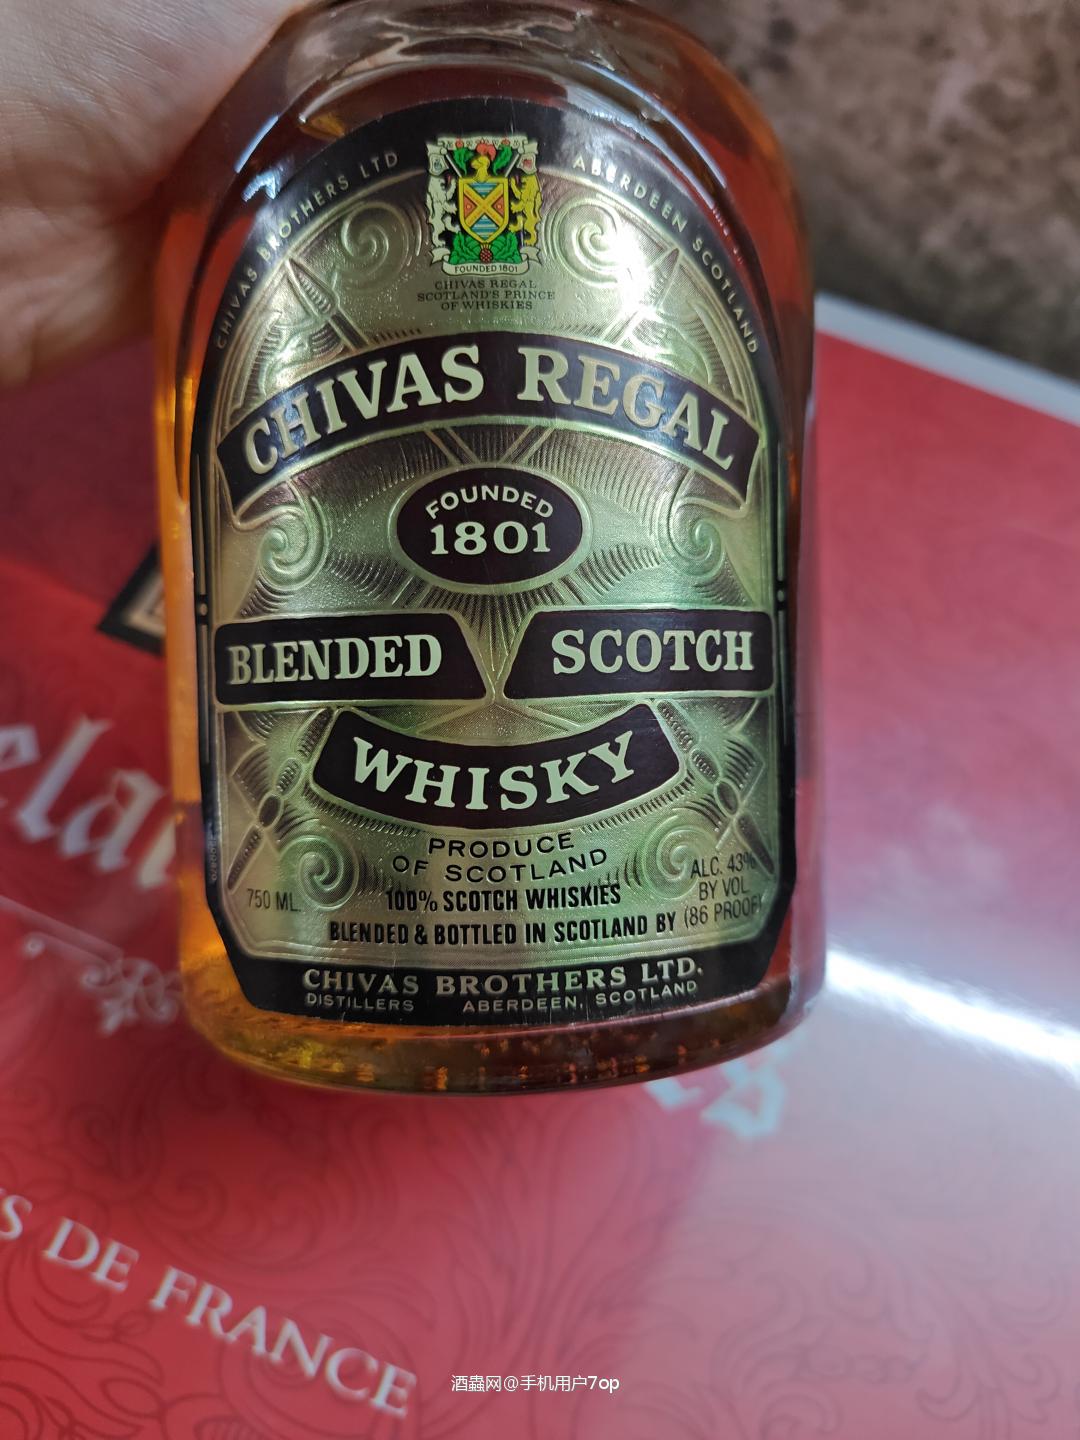 CHIVAS BROTHERS LTD ABERDEEN SCOTLAND
FOUNDED 1801
CHIVAS REGAL
SCOTLAND'S PRINCE
OF WHISKIES
CHIVAS REGAL
FOUNDED
1801
BLENDED SCOTCH
WHISKY
PRODUCE
OF SCOTLAND
750 ML.
100% SCOTCH WHISKIES
ALC. 43%
BY VOL
(86 PROOF)
BLENDED & BOTTLED IN SCOTLAND BY
CHIVAS BROTHERS LTD.
DISTILLERS ABERDEEN, SCOTLAND
S DE FRANCE
酒蟲网@手机用户7op